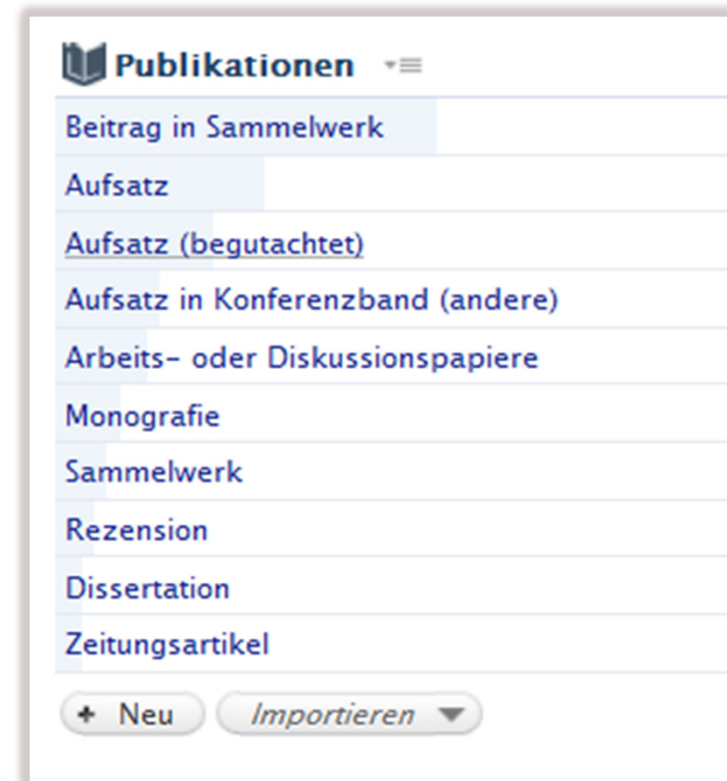 Publikationen
Beitrag in Sammelwerk
Aufsatz
Aufsatz (begutachtet)
Aufsatz in Konferenzband (andere)
Arbeits- oder Diskussionspapiere
Monografie
Sammelwerk
Rezension
Dissertation
Zeitungsartikel
+ Neu Importieren